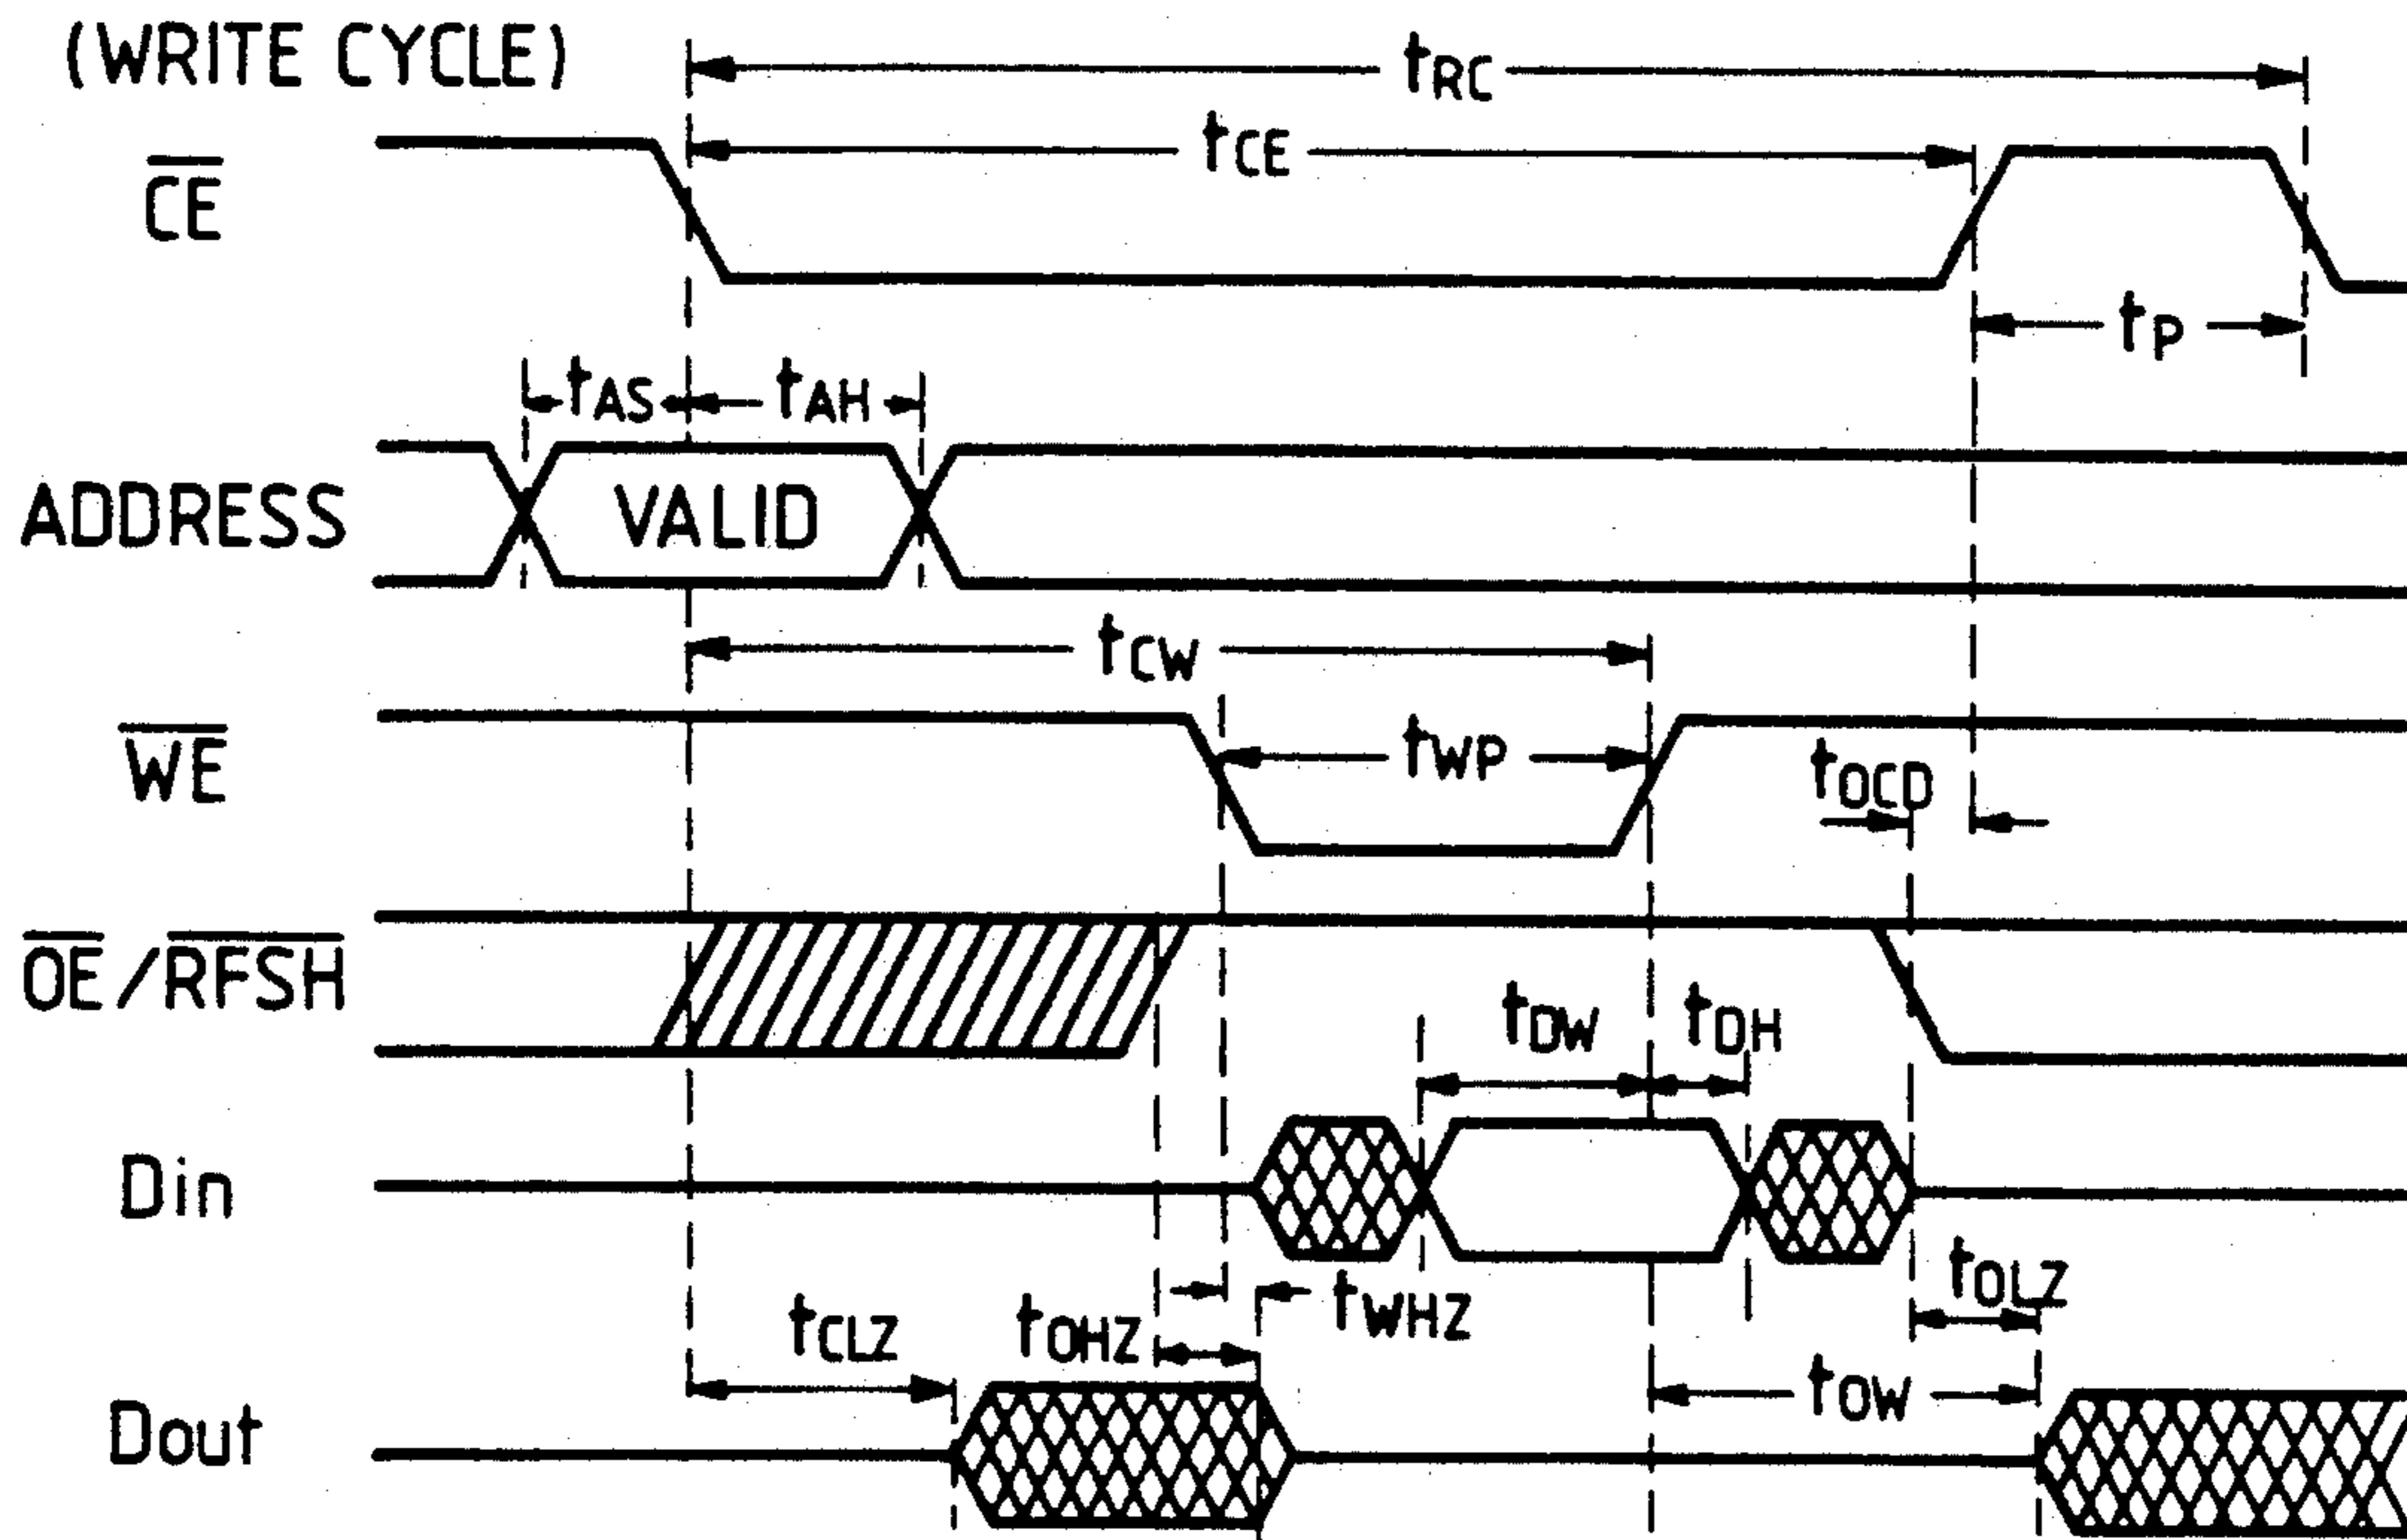 (WRITE CYCLE)
tRC
tCE
CE
tP
tAS
tAH
ADDRESS
VALID
tCW
WE
tWP
tOCD
OE/RFSH
tDW
tDH
Din
tOLZ
tCLZ
tOHZ
tWHZ
tOW
Dout